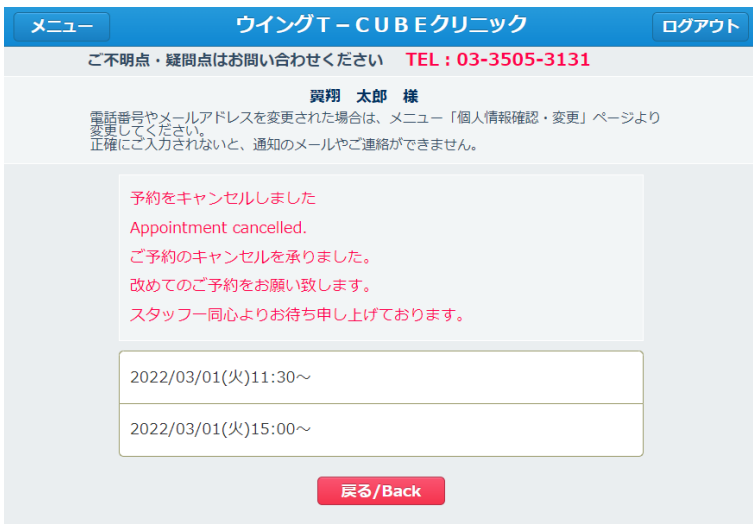 メニュー
ウイングT－CUBEクリニック
ログアウト
ご不明点・疑問点はお問い合わせください TEL：03-3505-3131
翼翔 太郎 様
電話番号やメールアドレスを変更された場合は、メニュー「個人情報確認・変更」ページより
変更してください。
正確にご入力されないと、通知のメールやご連絡ができません。
予約をキャンセルしました
Appointment cancelled.
ご予約のキャンセルを承りました。
改めてのご予約をお願い致します。
スタッフ一同心よりお待ち申し上げております。
2022/03/01(火)11:30～
2022/03/01(火)15:00～
戻る/Back